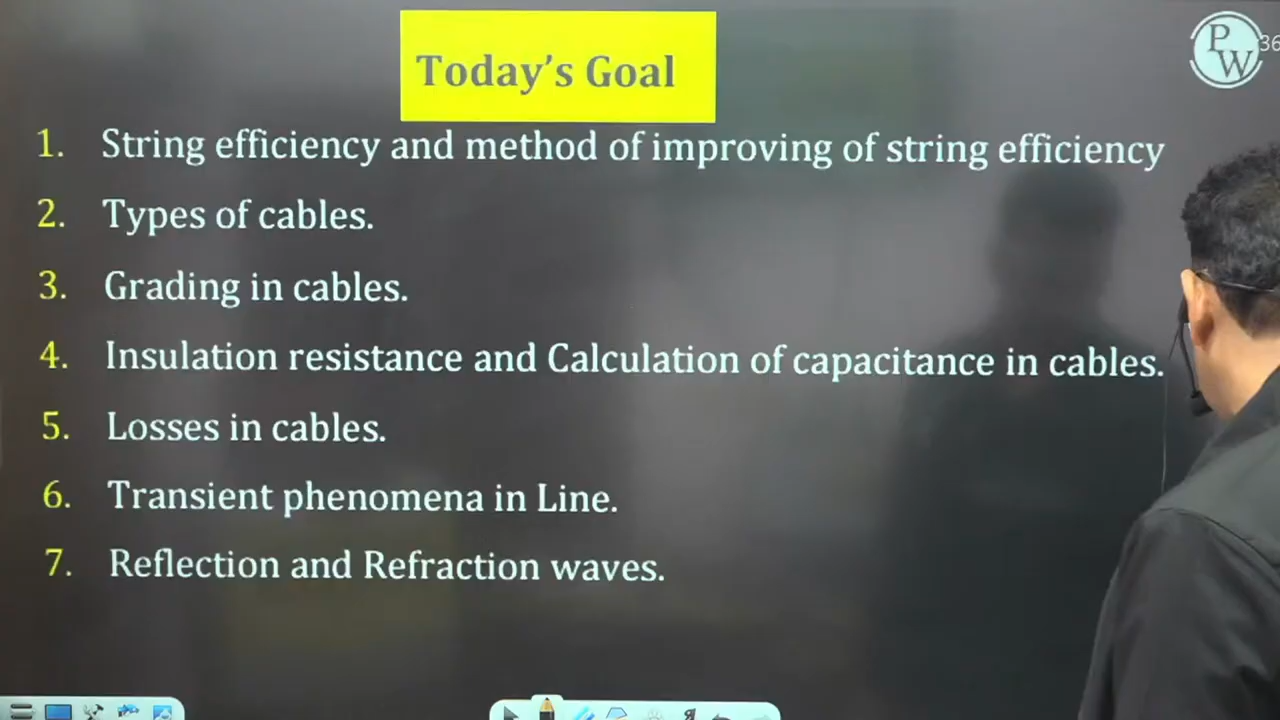 Today's Goal
P
W
36
1. String efficiency and method of improving of string efficiency
2. Types of cables.
3. Grading in cables.
4. Insulation resistance and Calculation of capacitance in cables.
5. Losses in cables.
6. Transient phenomena in Line.
7. Reflection and Refraction waves.